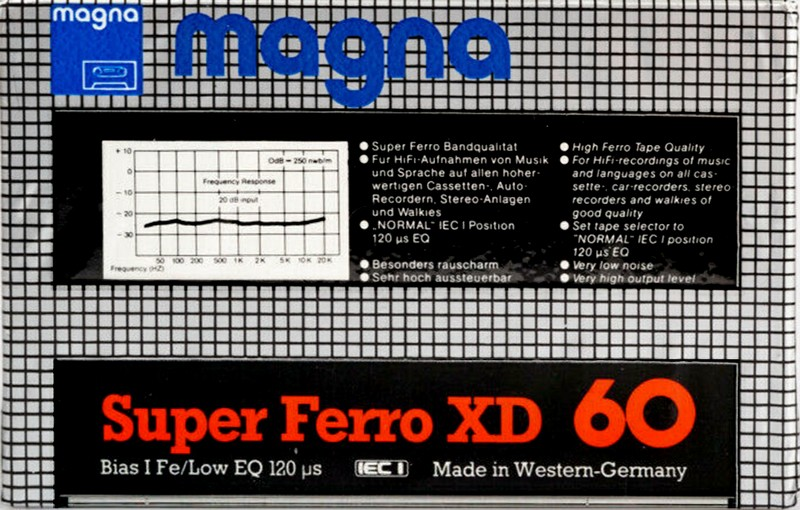 magna
magna
+10
0
-10
-20
-30
0dB = 250 nwb/m
Frequency Response
20 dB input
50 100 200 500 1K 2K 5K 10K 20K
Frequency (HZ)
● Super Ferro Bandqualität
● Für HiFi-Aufnahmen von Musik
und Sprache auf allen höher-
wertigen Cassetten-, Auto-
Recordern, Stereo-Anlagen
und Walkies
● „NORMAL" IEC I Position
120 µs EQ
● Besonders rauscharm
● Sehr hoch aussteuerbar
● High Ferro Tape Quality
● For HiFi-recordings of music
and languages on all cas-
sette-, car-recorders, stereo
recorders and walkies of
good quality
● Set tape selector to
"NORMAL" IEC I position
120 µs EQ
● Very low noise
● Very high output level
Super Ferro XD 60
Bias I Fe/Low EQ 120 µs IEC I Made in Western-Germany